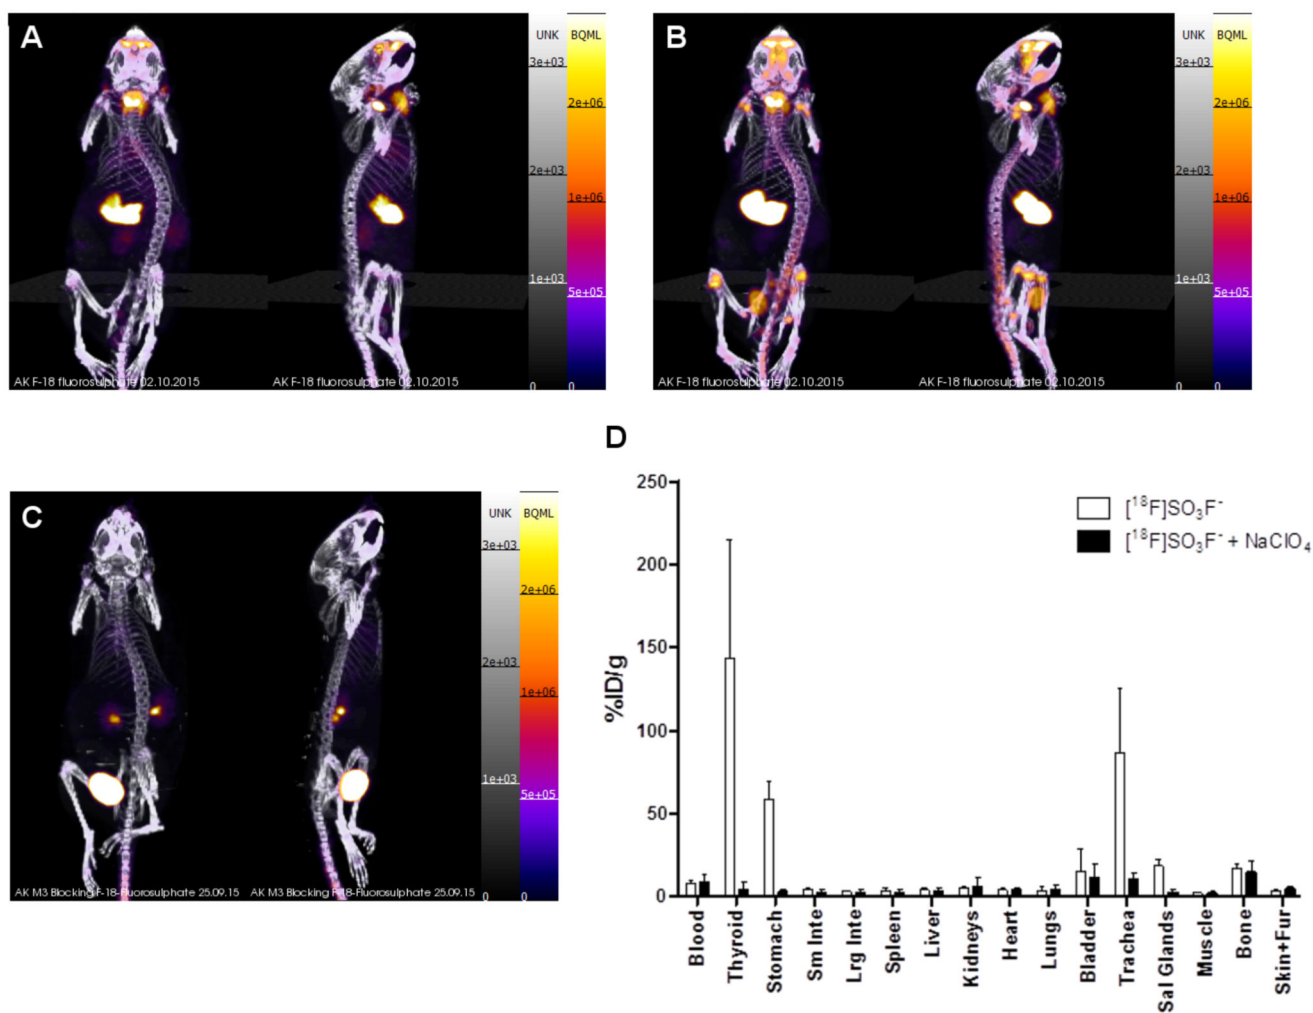 A
UNK BQML
3e+03
2e+06
2e+03
1e+06
1e+03
5e+05
0 0
AK F-18 fluorosulphate 02.10.2015 AK F-18 fluorosulphate 02.10.2015
B
UNK BQML
3e+03
2e+06
2e+03
1e+06
1e+03
5e+05
0 0
AK F-18 fluorosulphate 02.10.2015 AK F-18 fluorosulphate 02.10.2015
C
UNK BQML
3e+03
2e+06
2e+03
1e+06
1e+03
5e+05
0 0
AK M3 Blocking F-18-Fluorosulphate 25.09.15 AK M3 Blocking F-18-Fluorosulphate 25.09.15
D
%ID/g
250
200
150
100
50
0
[¹⁸F]SO₃F⁻
[¹⁸F]SO₃F⁻ + NaClO₄
Blood
Thyroid
Stomach
Sm Inte
Lrg Inte
Spleen
Liver
Kidneys
Heart
Lungs
Bladder
Trachea
Sal Glands
Muscle
Bone
Skin+Fur